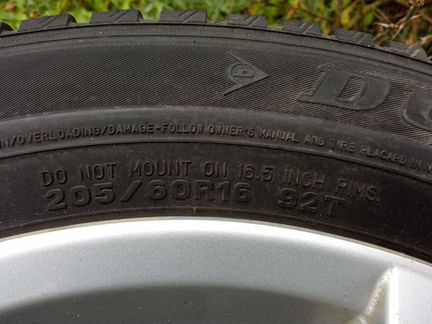 DU
N/OVERLOADING/DAMAGE-FOLLOW OWNER'S MANUAL AND TIRE PLACARD IN
DO NOT MOUNT ON 16.5 INCH RIMS.
205/60R16 92T